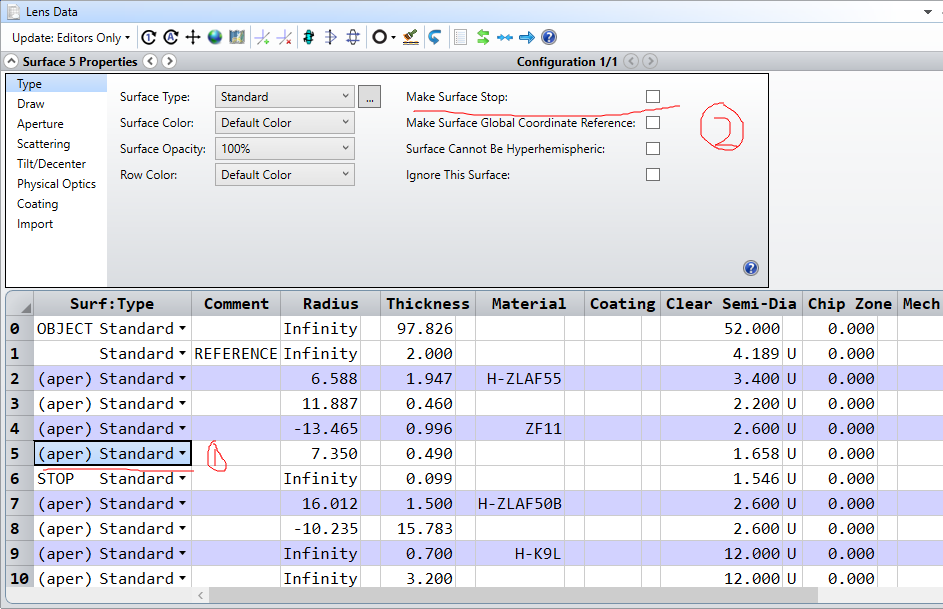 Lens Data
Update: Editors Only
Surface 5 Properties Configuration 1/1
Type
Draw
Aperture
Scattering
Tilt/Decenter
Physical Optics
Coating
Import
Surface Type: Standard ... Make Surface Stop:
Surface Color: Default Color Make Surface Global Coordinate Reference:
Surface Opacity: 100% Surface Cannot Be Hyperhemispheric:
Row Color: Default Color Ignore This Surface:
①
②
Surf:Type Comment Radius Thickness Material Coating Clear Semi-Dia Chip Zone Mech
0 OBJECT Standard Infinity 97.826 52.000 0.000
1 Standard REFERENCE Infinity 2.000 4.189 U 0.000
2 (aper) Standard 6.588 1.947 H-ZLAF55 3.400 U 0.000
3 (aper) Standard 11.887 0.460 2.200 U 0.000
4 (aper) Standard -13.465 0.996 ZF11 2.600 U 0.000
5 (aper) Standard 7.350 0.490 1.658 U 0.000
6 STOP Standard Infinity 0.099 1.546 U 0.000
7 (aper) Standard 16.012 1.500 H-ZLAF50B 2.600 U 0.000
8 (aper) Standard -10.235 15.783 2.600 U 0.000
9 (aper) Standard Infinity 0.700 H-K9L 12.000 U 0.000
10 (aper) Standard Infinity 3.200 12.000 U 0.000